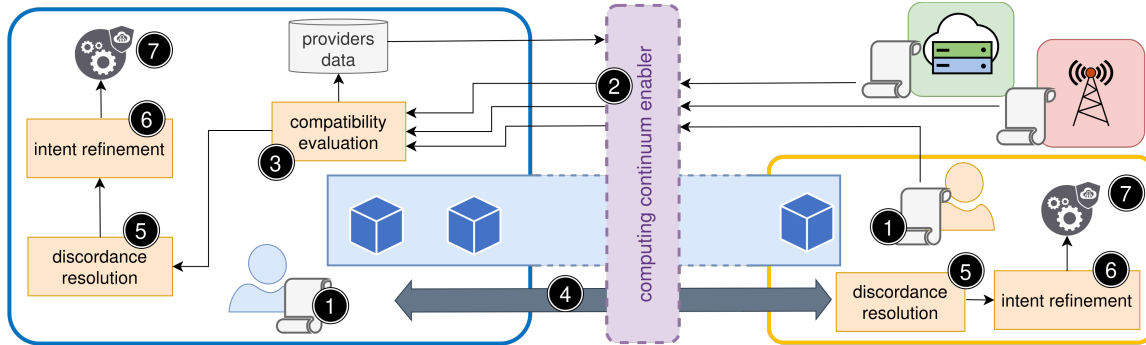 7
providers
data
2
6
intent refinement
compatibility
evaluation
3
computing continuum enabler
5
discordance
resolution
1
4
1
7
5
discordance
resolution
6
intent refinement